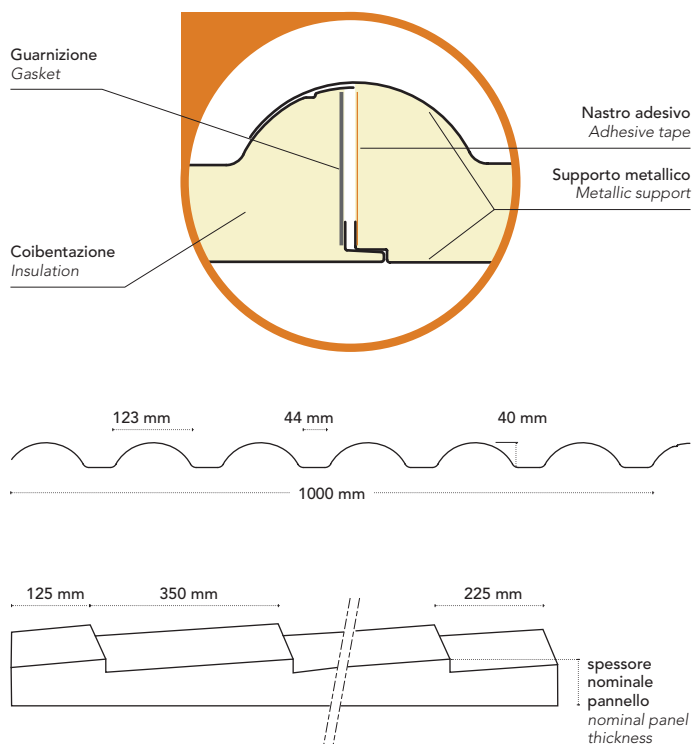 Guarnizione
Gasket
Nastro adesivo
Adhesive tape
Supporto metallico
Metallic support
Coibentazione
Insulation
123 mm
44 mm
40 mm
1000 mm
125 mm
350 mm
225 mm
spessore
nominale
pannello
nominal panel
thickness